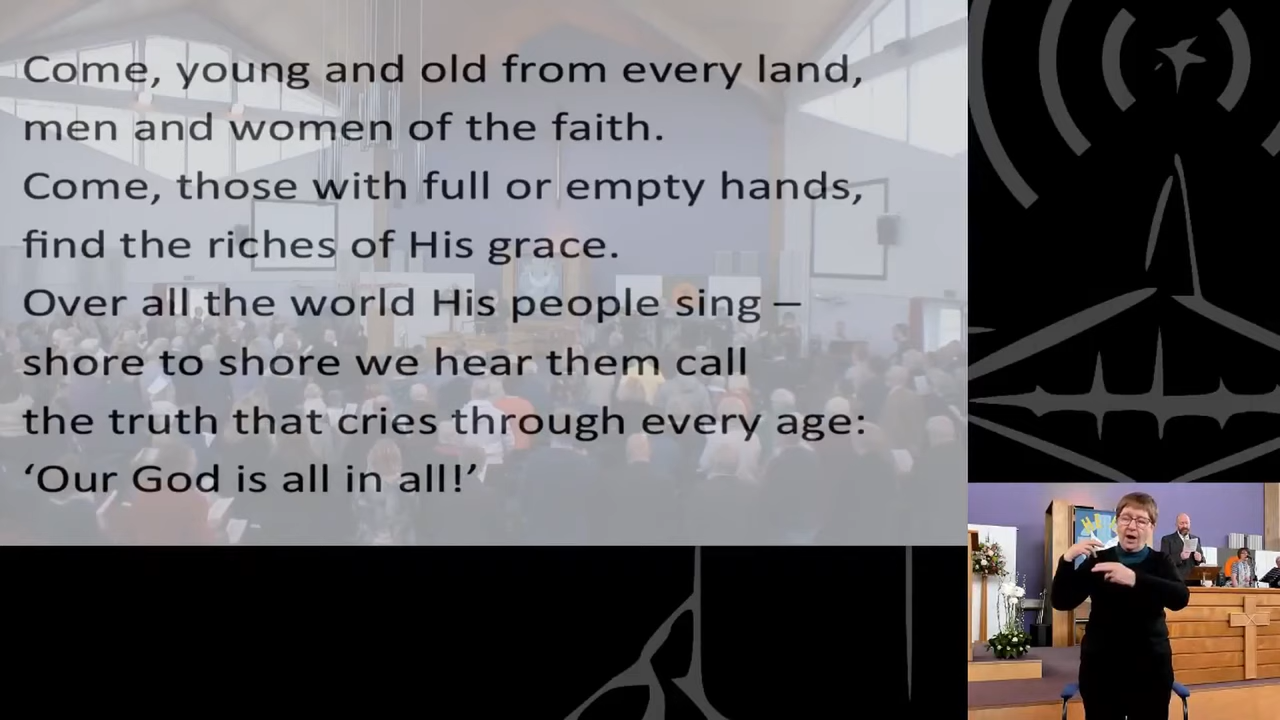 Come, young and old from every land,
men and women of the faith.
Come, those with full or empty hands,
find the riches of His grace.
Over all the world His people sing –
shore to shore we hear them call
the truth that cries through every age:
‘Our God is all in all!’